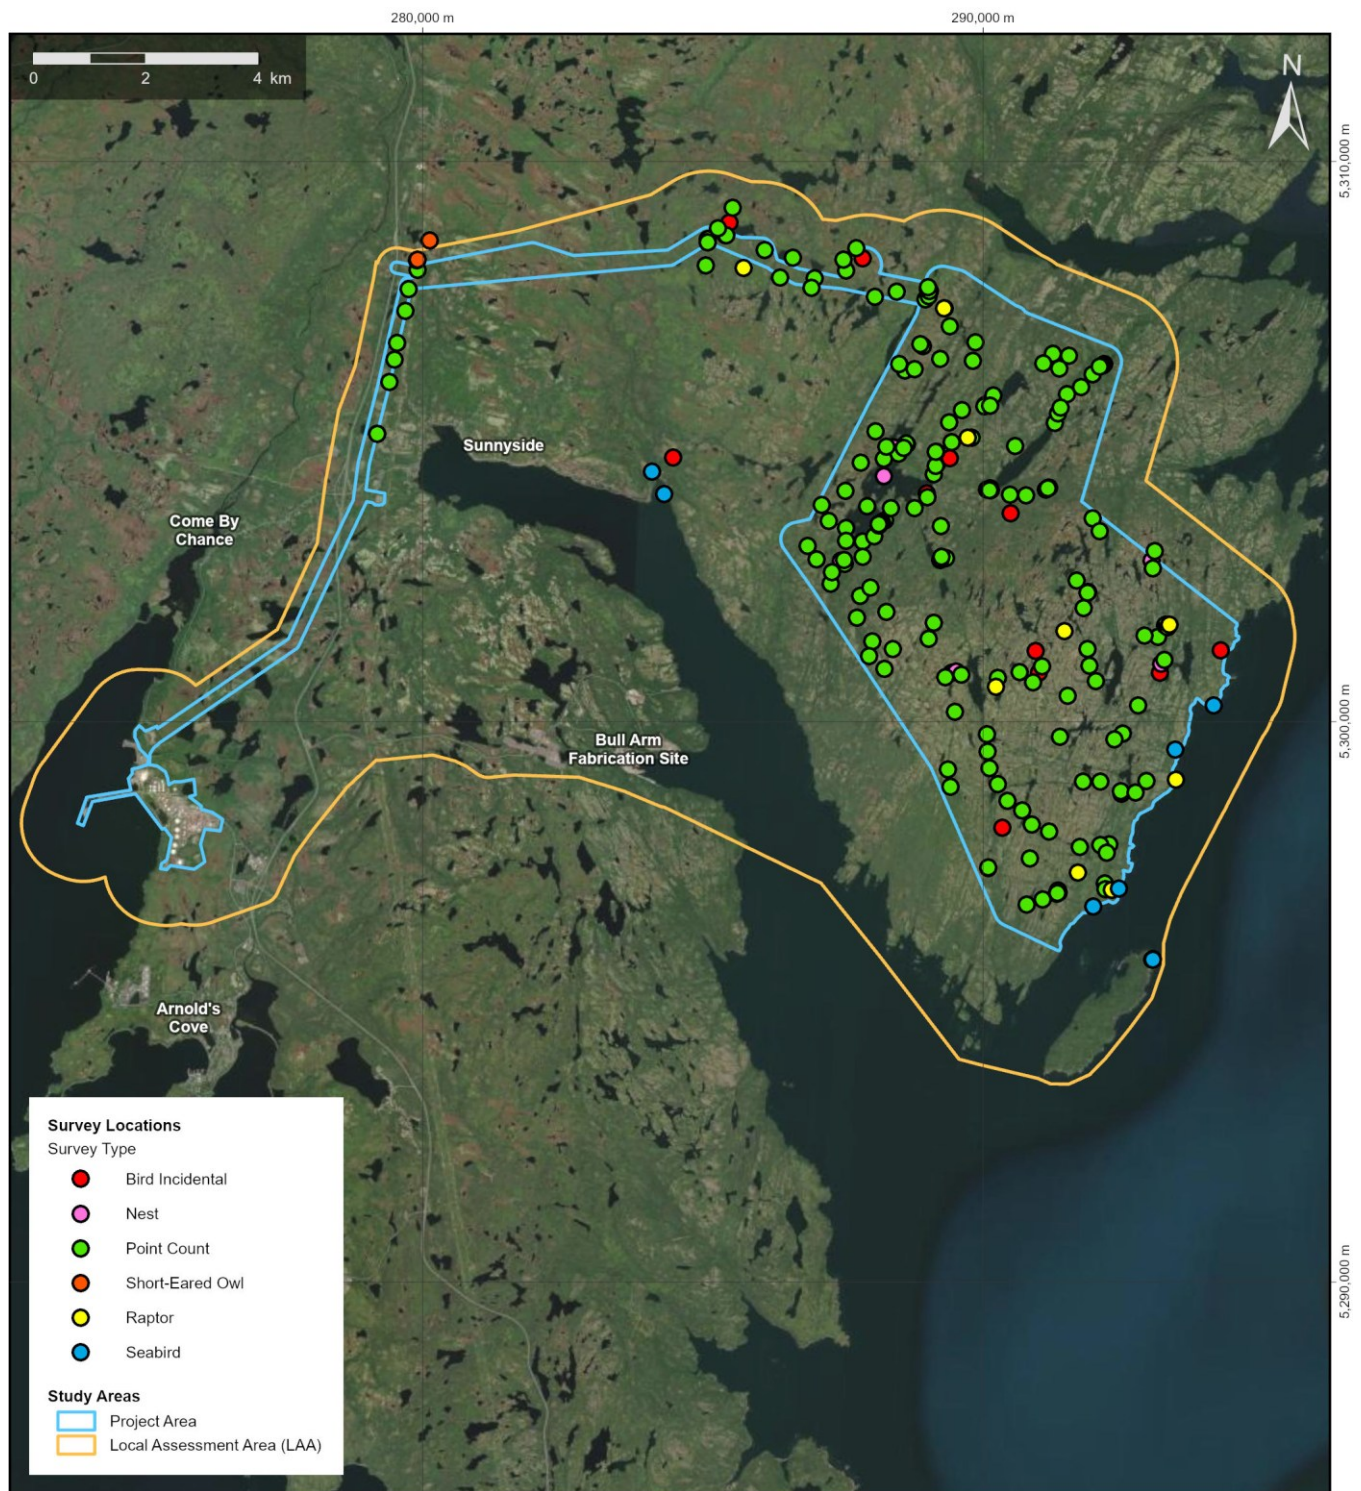 280,000 m
290,000 m
0 2 4 km
N
5,310,000 m
Sunnyside
Come By
Chance
Bull Arm
Fabrication Site
5,300,000 m
Arnold's
Cove
5,290,000 m
Survey Locations
Survey Type
Bird Incidental
Nest
Point Count
Short-Eared Owl
Raptor
Seabird
Study Areas
Project Area
Local Assessment Area (LAA)